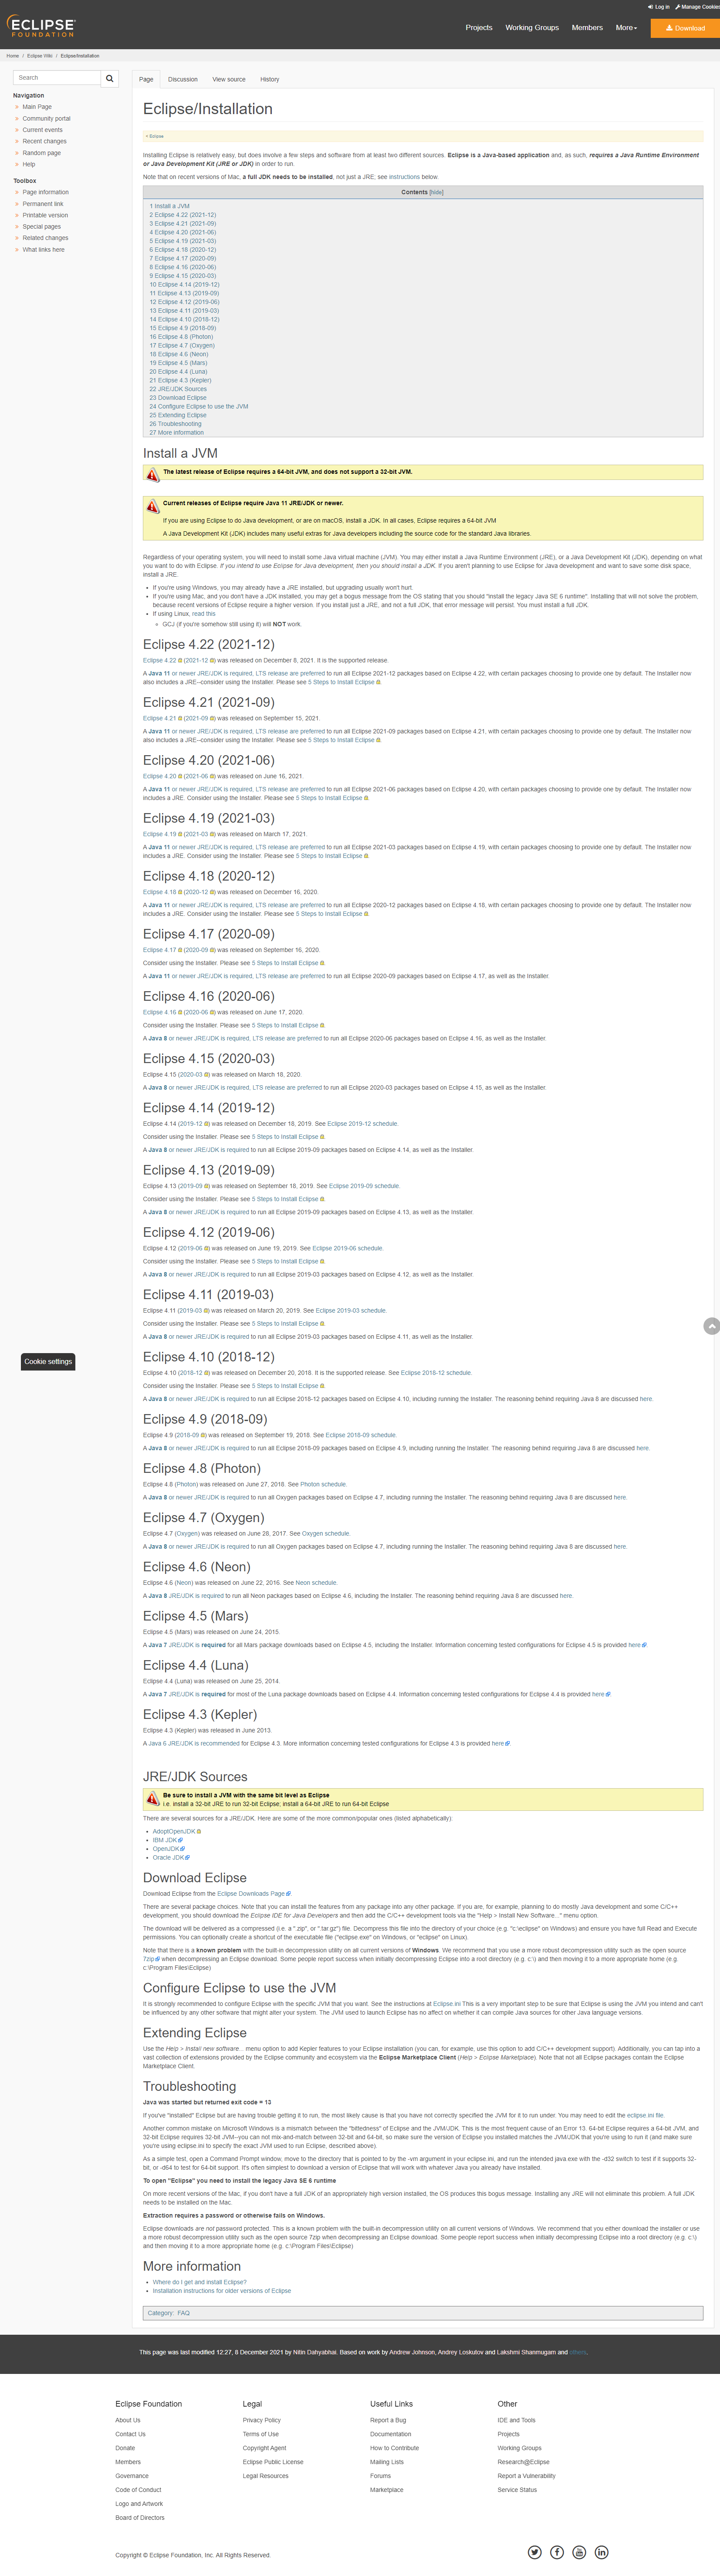 Log in Manage Cookies
ECLIPSE
FOUNDATION
Projects Working Groups Members More Download
Home / Eclipse Wiki / Eclipse/Installation
Search
Navigation
Main Page
Community portal
Current events
Recent changes
Random page
Help
Toolbox
Page information
Permanent link
Printable version
Special pages
Related changes
What links here
Page Discussion View source History
Eclipse/Installation
< Eclipse
Installing Eclipse is relatively easy, but does involve a few steps and software from at least two different sources. Eclipse is a Java-based application and, as such, requires a Java Runtime Environment
or Java Development Kit (JRE or JDK) in order to run.
Note that on recent versions of Mac, a full JDK needs to be installed, not just a JRE; see instructions below.
Contents [hide]
1 Install a JVM
2 Eclipse 4.22 (2021-12)
3 Eclipse 4.21 (2021-09)
4 Eclipse 4.20 (2021-06)
5 Eclipse 4.19 (2021-03)
6 Eclipse 4.18 (2020-12)
7 Eclipse 4.17 (2020-09)
8 Eclipse 4.16 (2020-06)
9 Eclipse 4.15 (2020-03)
10 Eclipse 4.14 (2019-12)
11 Eclipse 4.13 (2019-09)
12 Eclipse 4.12 (2019-06)
13 Eclipse 4.11 (2019-03)
14 Eclipse 4.10 (2018-12)
15 Eclipse 4.9 (2018-09)
16 Eclipse 4.8 (Photon)
17 Eclipse 4.7 (Oxygen)
18 Eclipse 4.6 (Neon)
19 Eclipse 4.5 (Mars)
20 Eclipse 4.4 (Luna)
21 Eclipse 4.3 (Kepler)
22 JRE/JDK Sources
23 Download Eclipse
24 Configure Eclipse to use the JVM
25 Extending Eclipse
26 Troubleshooting
27 More information
Install a JVM
The latest release of Eclipse requires a 64-bit JVM, and does not support a 32-bit JVM.
Current releases of Eclipse require Java 11 JRE/JDK or newer.
If you are using Eclipse to do Java development, or are on macOS, install a JDK. In all cases, Eclipse requires a 64-bit JVM
A Java Development Kit (JDK) includes many useful extras for Java developers including the source code for the standard Java libraries.
Regardless of your operating system, you will need to install some Java virtual machine (JVM). You may either install a Java Runtime Environment (JRE), or a Java Development Kit (JDK), depending on what
you want to do with Eclipse. If you intend to use Eclipse for Java development, then you should install a JDK. If you aren't planning to use Eclipse for Java development and want to save some disk space,
install a JRE.
If you're using Windows, you may already have a JRE installed, but upgrading usually won't hurt.
If you're using Mac, and you don't have a JDK installed, you may get a bogus message from the OS stating that you should "install the legacy Java SE 6 runtime". Installing that will not solve the problem,
because recent versions of Eclipse require a higher version. If you install just a JRE, and not a full JDK, that error message will persist. You must install a full JDK.
If using Linux, read this
GCJ (if you're somehow still using it) will NOT work.
Eclipse 4.22 (2021-12)
Eclipse 4.22 (2021-12) was released on December 8, 2021. It is the supported release.
A Java 11 or newer JRE/JDK is required, LTS release are preferred to run all Eclipse 2021-12 packages based on Eclipse 4.22, with certain packages choosing to provide one by default. The Installer now
also includes a JRE--consider using the Installer. Please see 5 Steps to Install Eclipse.
Eclipse 4.21 (2021-09)
Eclipse 4.21 (2021-09) was released on September 15, 2021.
A Java 11 or newer JRE/JDK is required, LTS release are preferred to run all Eclipse 2021-09 packages based on Eclipse 4.21, with certain packages choosing to provide one by default. The Installer now
also includes a JRE--consider using the Installer. Please see 5 Steps to Install Eclipse.
Eclipse 4.20 (2021-06)
Eclipse 4.20 (2021-06) was released on June 16, 2021.
A Java 11 or newer JRE/JDK is required, LTS release are preferred to run all Eclipse 2021-06 packages based on Eclipse 4.20, with certain packages choosing to provide one by default. The Installer now
includes a JRE. Consider using the Installer. Please see 5 Steps to Install Eclipse.
Eclipse 4.19 (2021-03)
Eclipse 4.19 (2021-03) was released on March 17, 2021.
A Java 11 or newer JRE/JDK is required, LTS release are preferred to run all Eclipse 2021-03 packages based on Eclipse 4.19, with certain packages choosing to provide one by default. The Installer now
includes a JRE. Consider using the Installer. Please see 5 Steps to Install Eclipse.
Eclipse 4.18 (2020-12)
Eclipse 4.18 (2020-12) was released on December 16, 2020.
A Java 11 or newer JRE/JDK is required, LTS release are preferred to run all Eclipse 2020-12 packages based on Eclipse 4.18, with certain packages choosing to provide one by default. The Installer now
includes a JRE. Consider using the Installer. Please see 5 Steps to Install Eclipse.
Eclipse 4.17 (2020-09)
Eclipse 4.17 (2020-09) was released on September 16, 2020.
Consider using the Installer. Please see 5 Steps to Install Eclipse.
A Java 11 or newer JRE/JDK is required, LTS release are preferred to run all Eclipse 2020-09 packages based on Eclipse 4.17, as well as the Installer.
Eclipse 4.16 (2020-06)
Eclipse 4.16 (2020-06) was released on June 17, 2020.
Consider using the Installer. Please see 5 Steps to Install Eclipse.
A Java 8 or newer JRE/JDK is required, LTS release are preferred to run all Eclipse 2020-06 packages based on Eclipse 4.16, as well as the Installer.
Eclipse 4.15 (2020-03)
Eclipse 4.15 (2020-03) was released on March 18, 2020.
A Java 8 or newer JRE/JDK is required, LTS release are preferred to run all Eclipse 2020-03 packages based on Eclipse 4.15, as well as the Installer.
Eclipse 4.14 (2019-12)
Eclipse 4.14 (2019-12) was released on December 18, 2019. See Eclipse 2019-12 schedule.
Consider using the Installer. Please see 5 Steps to Install Eclipse.
A Java 8 or newer JRE/JDK is required to run all Eclipse 2019-09 packages based on Eclipse 4.14, as well as the Installer.
Eclipse 4.13 (2019-09)
Eclipse 4.13 (2019-09) was released on September 18, 2019. See Eclipse 2019-09 schedule.
Consider using the Installer. Please see 5 Steps to Install Eclipse.
A Java 8 or newer JRE/JDK is required to run all Eclipse 2019-09 packages based on Eclipse 4.13, as well as the Installer.
Eclipse 4.12 (2019-06)
Eclipse 4.12 (2019-06) was released on June 19, 2019. See Eclipse 2019-06 schedule.
Consider using the Installer. Please see 5 Steps to Install Eclipse.
A Java 8 or newer JRE/JDK is required to run all Eclipse 2019-03 packages based on Eclipse 4.12, as well as the Installer.
Eclipse 4.11 (2019-03)
Eclipse 4.11 (2019-03) was released on March 20, 2019. See Eclipse 2019-03 schedule.
Consider using the Installer. Please see 5 Steps to Install Eclipse.
A Java 8 or newer JRE/JDK is required to run all Eclipse 2019-03 packages based on Eclipse 4.11, as well as the Installer.
Eclipse 4.10 (2018-12)
Cookie settings
Eclipse 4.10 (2018-12) was released on December 20, 2018. It is the supported release. See Eclipse 2018-12 schedule.
Consider using the Installer. Please see 5 Steps to Install Eclipse.
A Java 8 or newer JRE/JDK is required to run all Eclipse 2018-12 packages based on Eclipse 4.10, including running the Installer. The reasoning behind requiring Java 8 are discussed here.
Eclipse 4.9 (2018-09)
Eclipse 4.9 (2018-09) was released on September 19, 2018. See Eclipse 2018-09 schedule.
A Java 8 or newer JRE/JDK is required to run all Eclipse 2018-09 packages based on Eclipse 4.9, including running the Installer. The reasoning behind requiring Java 8 are discussed here.
Eclipse 4.8 (Photon)
Eclipse 4.8 (Photon) was released on June 27, 2018. See Photon schedule.
A Java 8 or newer JRE/JDK is required to run all Oxygen packages based on Eclipse 4.7, including running the Installer. The reasoning behind requiring Java 8 are discussed here.
Eclipse 4.7 (Oxygen)
Eclipse 4.7 (Oxygen) was released on June 28, 2017. See Oxygen schedule.
A Java 8 or newer JRE/JDK is required to run all Oxygen packages based on Eclipse 4.7, including running the Installer. The reasoning behind requiring Java 8 are discussed here.
Eclipse 4.6 (Neon)
Eclipse 4.6 (Neon) was released on June 22, 2016. See Neon schedule.
A Java 8 JRE/JDK is required to run all Neon packages based on Eclipse 4.6, including the Installer. The reasoning behind requiring Java 8 are discussed here.
Eclipse 4.5 (Mars)
Eclipse 4.5 (Mars) was released on June 24, 2015.
A Java 7 JRE/JDK is required for all Mars package downloads based on Eclipse 4.5, including the Installer. Information concerning tested configurations for Eclipse 4.5 is provided here.
Eclipse 4.4 (Luna)
Eclipse 4.4 (Luna) was released on June 25, 2014.
A Java 7 JRE/JDK is required for most of the Luna package downloads based on Eclipse 4.4. Information concerning tested configurations for Eclipse 4.4 is provided here
Eclipse 4.3 (Kepler)
Eclipse 4.3 (Kepler) was released in June 2013.
A Java 6 JRE/JDK is recommended for Eclipse 4.3. More information concerning tested configurations for Eclipse 4.3 is provided here.
JRE/JDK Sources
Be sure to install a JVM with the same bit level as Eclipse
i.e. install a 32-bit JRE to run 32-bit Eclipse; install a 64-bit JRE to run 64-bit Eclipse
There are several sources for a JRE/JDK. Here are some of the more common/popular ones (listed alphabetically):
AdoptOpenJDK
IBM JDK
OpenJDK
Oracle JDK
Download Eclipse
Download Eclipse from the Eclipse Downloads Page.
There are several package choices. Note that you can install the features from any package into any other package. If you are, for example, planning to do mostly Java development and some C/C++
development, you should download the Eclipse IDE for Java Developers and then add the C/C++ development tools via the "Help > Install New Software..." menu option.
The download will be delivered as a compressed (i.e. a ".zip", or ".tar.gz") file. Decompress this file into the directory of your choice (e.g. "c:\eclipse" on Windows) and ensure you have full Read and Execute
permissions. You can optionally create a shortcut of the executable file ("eclipse.exe" on Windows, or "eclipse" on Linux).
Note that there is a known problem with the built-in decompression utility on all current versions of Windows. We recommend that you use a more robust decompression utility such as the open source
7zip when decompressing an Eclipse download. Some people report success when initially decompressing Eclipse into a root directory (e.g. c:\) and then moving it to a more appropriate home (e.g.
c:\Program Files\Eclipse)
Configure Eclipse to use the JVM
It is strongly recommended to configure Eclipse with the specific JVM that you want. See the instructions at Eclipse.ini This is a very important step to be sure that Eclipse is using the JVM you intend and can't
be influenced by any other software that might alter your system. The JVM used to launch Eclipse has no affect on whether it can compile Java sources for other Java language versions.
Extending Eclipse
Use the Help > Install new software... menu option to add Kepler features to your Eclipse installation (you can, for example, use this option to add C/C++ development support). Additionally, you can tap into a
vast collection of extensions provided by the Eclipse community and ecosystem via the Eclipse Marketplace Client (Help > Eclipse Marketplace). Note that not all Eclipse packages contain the Eclipse
Marketplace Client.
Troubleshooting
Java was started but returned exit code = 13
If you've "installed" Eclipse but are having trouble getting it to run, the most likely cause is that you have not correctly specified the JVM for it to run under. You may need to edit the eclipse.ini file.
Another common mistake on Microsoft Windows is a mismatch between the "bittedness" of Eclipse and the JVM/JDK. This is the most frequent cause of an Error 13. 64-bit Eclipse requires a 64-bit JVM, and
32-bit Eclipse requires 32-bit JVM--you can not mix-and-match between 32-bit and 64-bit, so make sure the version of Eclipse you installed matches the JVM/JDK that you're using to run it (and make sure
you're using eclipse.ini to specify the exact JVM used to run Eclipse, described above).
As a simple test, open a Command Prompt window, move to the directory that is pointed to by the -vm argument in your eclipse.ini, and run the intended java.exe with the -d32 switch to test if it supports 32-
bit, or -d64 to test for 64-bit support. It's often simplest to download a version of Eclipse that will work with whatever Java you already have installed.
To open "Eclipse" you need to install the legacy Java SE 6 runtime
On more recent versions of the Mac, if you don't have a full JDK of an appropriately high version installed, the OS produces this bogus message. Installing any JRE will not eliminate this problem. A full JDK
needs to be installed on the Mac.
Extraction requires a password or otherwise fails on Windows.
Eclipse downloads are not password protected. This is a known problem with the built-in decompression utility on all current versions of Windows. We recommend that you either download the installer or use
a more robust decompression utility such as the open source 7zip when decompressing an Eclipse download. Some people report success when initially decompressing Eclipse into a root directory (e.g. c:\)
and then moving it to a more appropriate home (e.g. c:\Program Files\Eclipse)
More information
Where do I get and install Eclipse?
Installation instructions for older versions of Eclipse
Category: FAQ
This page was last modified 12:27, 8 December 2021 by Nitin Dahyabhai. Based on work by Andrew Johnson, Andrey Loskutov and Lakshmi Shanmugam and others.
Eclipse Foundation
About Us
Contact Us
Donate
Members
Governance
Code of Conduct
Logo and Artwork
Board of Directors
Legal
Privacy Policy
Terms of Use
Copyright Agent
Eclipse Public License
Legal Resources
Useful Links
Report a Bug
Documentation
How to Contribute
Mailing Lists
Forums
Marketplace
Other
IDE and Tools
Projects
Working Groups
Research@Eclipse
Report a Vulnerability
Service Status
Copyright © Eclipse Foundation, Inc. All Rights Reserved.